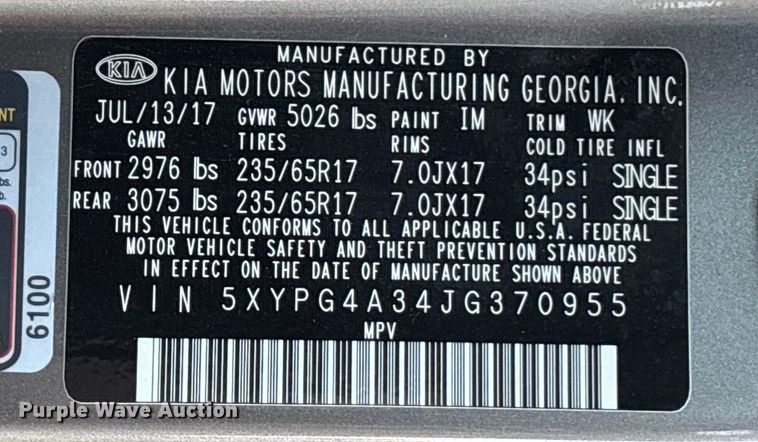 MANUFACTURED BY
KIA KIA MOTORS MANUFACTURING GEORGIA, INC.
JUL/13/17 GVWR 5026 lbs PAINT IM TRIM WK
GAWR TIRES RIMS COLD TIRE INFL
FRONT 2976 lbs 235/65R17 7.0JX17 34psi SINGLE
REAR 3075 lbs 235/65R17 7.0JX17 34psi SINGLE
THIS VEHICLE CONFORMS TO ALL APPLICABLE U.S.A. FEDERAL
MOTOR VEHICLE SAFETY AND THEFT PREVENTION STANDARDS
IN EFFECT ON THE DATE OF MANUFACTURE SHOWN ABOVE
VIN 5XYPG4A34JG370955
MPV
NT
3
bs.
b.
6100
Purple Wave Auction